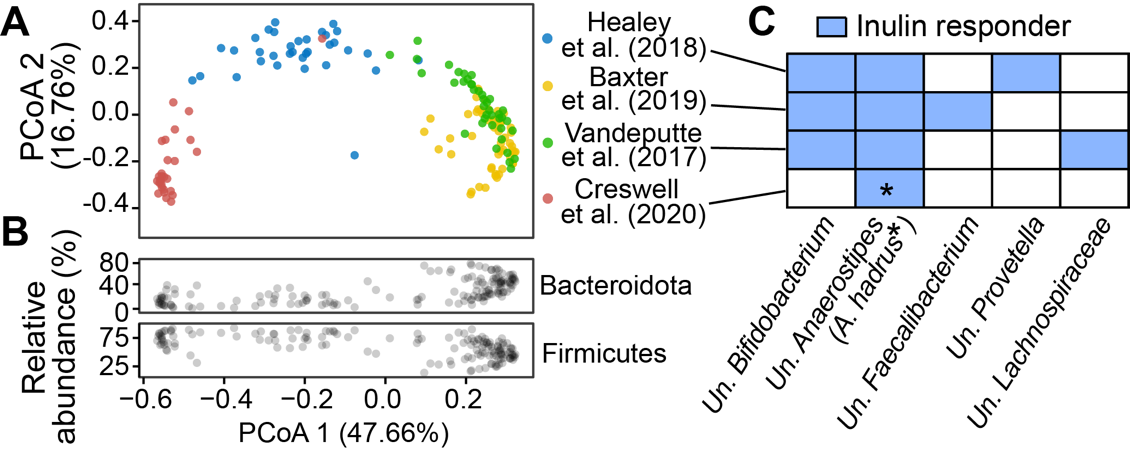 A
PCoA 2
(16.76%)
0.4
0.2
0.0
-0.2
-0.4
Healey
et al. (2018)
Baxter
et al. (2019)
Vandeputte
et al. (2017)
Creswell
et al. (2020)
B
Relative
abundance (%)
80
40
0
Bacteroidota
75
25
Firmicutes
−0.6
−0.4
−0.2
0.0
0.2
PCoA 1 (47.66%)
C
Inulin responder
*
Un. Bifidobacterium
Un. Anaerostipes
(A. hadrus*)
Un. Faecalibacterium
Un. Provetella
Un. Lachnospiraceae